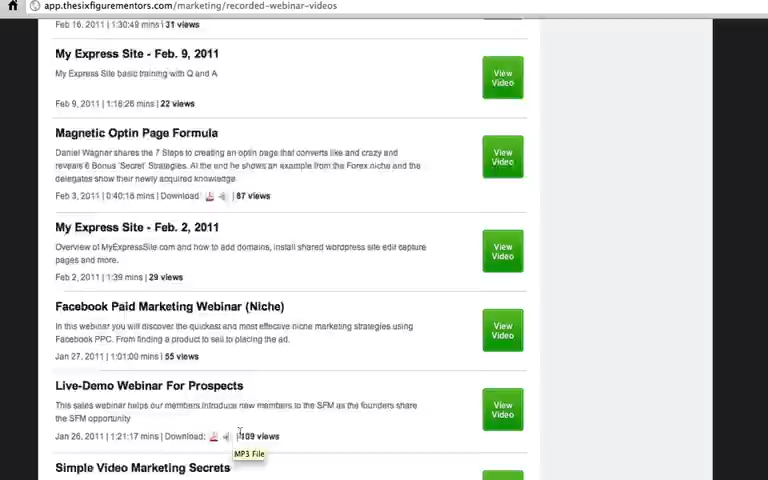 app.thesixfigurementors.com/marketing/recorded-webinar-videos
Feb 16, 2011 | 1:30:49 mins | 31 views
My Express Site - Feb. 9, 2011
My Express Site basic training with Q and A
View
Video
Feb 9, 2011 | 1:16:26 mins | 22 views
Magnetic Optin Page Formula
Daniel Wagner shares the 7 Steps to creating an optin page that converts like and crazy and
reveals 6 Bonus 'Secret' Strategies. At the end he shows an example from the Forex niche and the
delegates show their newly acquired knowledge
View
Video
Feb 3, 2011 | 0:40:16 mins | Download | 87 views
My Express Site - Feb. 2, 2011
Overview of MyExpressSite.com and how to add domains, install shared wordpress site edit capture
pages and more.
View
Video
Feb 2, 2011 | 1:39 mins | 29 views
Facebook Paid Marketing Webinar (Niche)
In this webinar you will discover the quickest and most effective niche marketing strategies using
Facebook PPC. From finding a product to sell to placing the ad.
View
Video
Jan 27, 2011 | 1:01:00 mins | 55 views
Live-Demo Webinar For Prospects
This sales webinar helps our members introduce new members to the SFM as the founders share
the SFM opportunity
View
Video
Jan 26, 2011 | 1:21:17 mins | Download: | 109 views
MP3 File
Simple Video Marketing Secrets